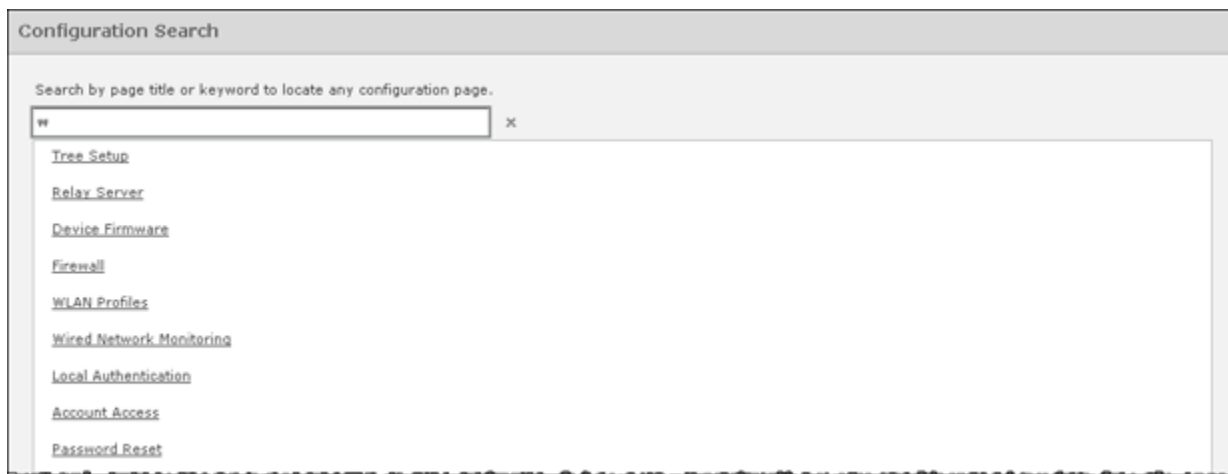 Configuration Search
Search by page title or keyword to locate any configuration page.
w
Tree Setup
Relay Server
Device Firmware
Firewall
WLAN Profiles
Wired Network Monitoring
Local Authentication
Account Access
Password Reset